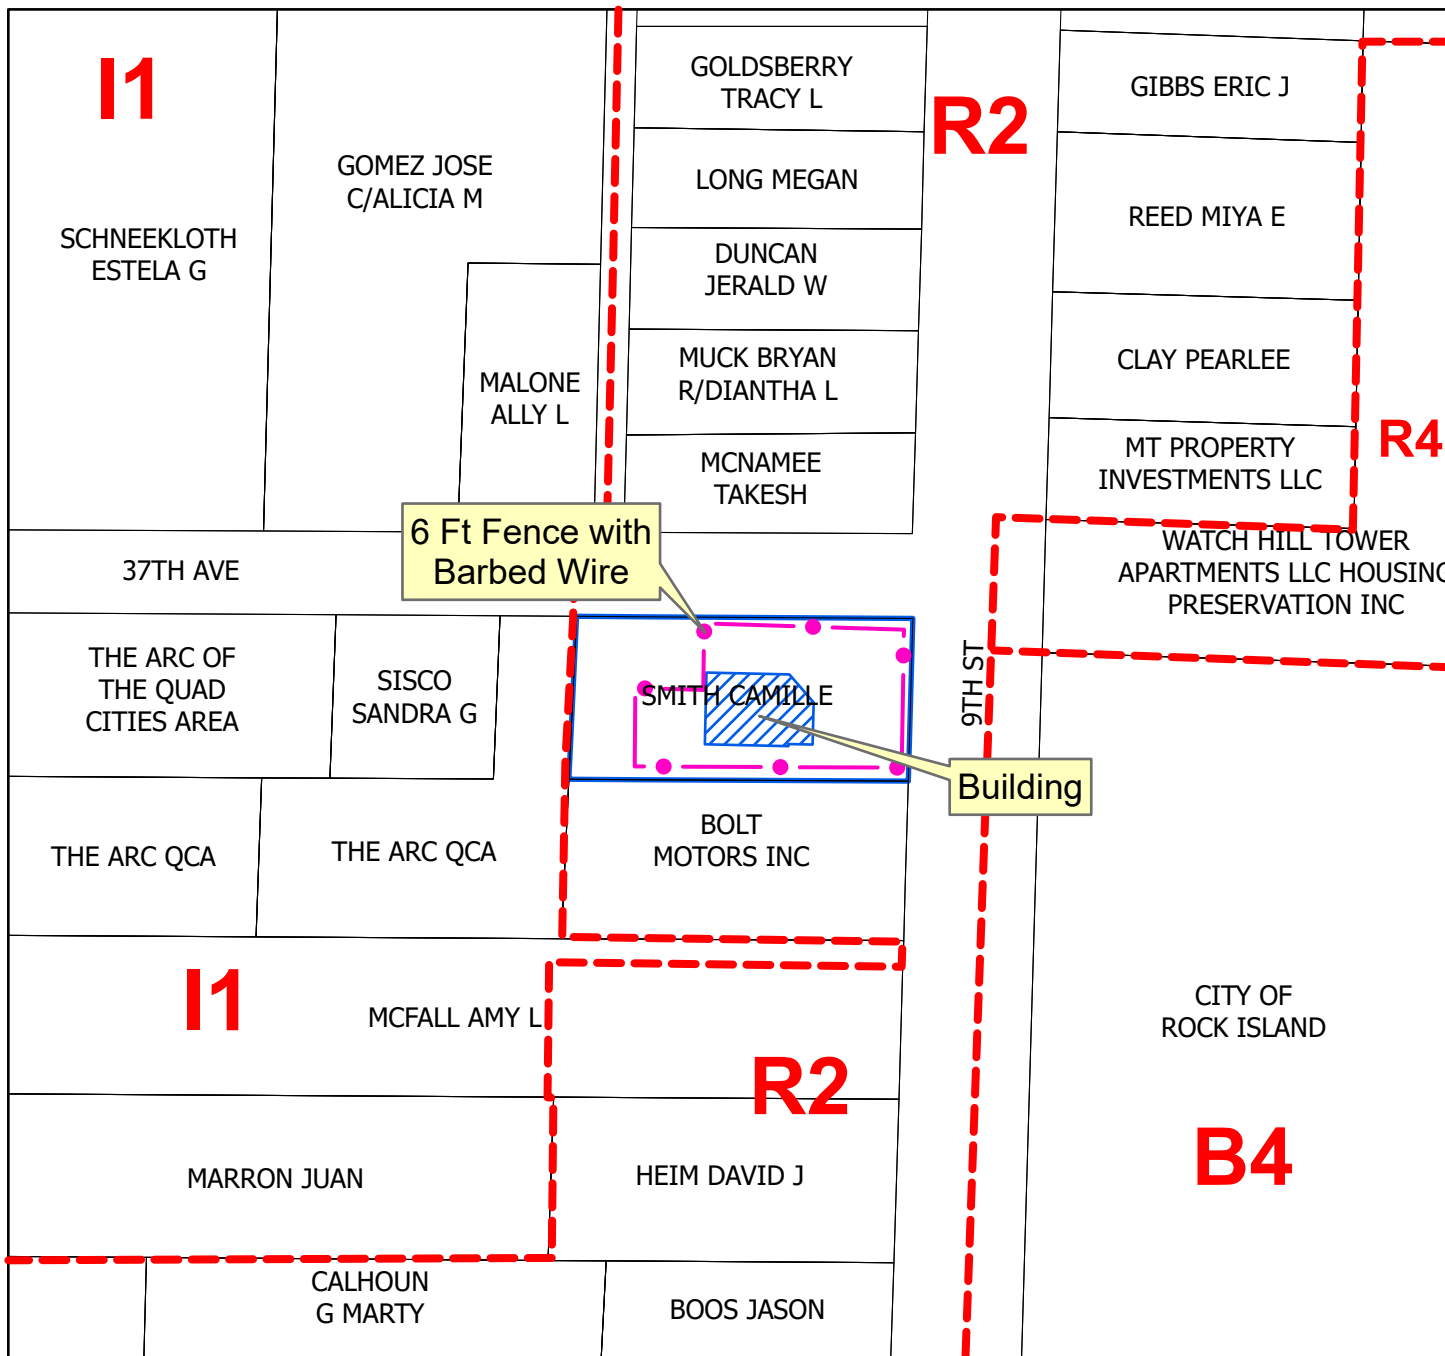 I1
GOLDSBERRY
TRACY L
R2
GIBBS ERIC J
GOMEZ JOSE
C/ALICIA M
LONG MEGAN
REED MIYA E
SCHNEEKLOTH
ESTELA G
DUNCAN
JERALD W
MALONE
ALLY L
MUCK BRYAN
R/DIANTHA L
CLAY PEARLEE
R4
MCNAMEE
TAKESH
MT PROPERTY
INVESTMENTS LLC
6 Ft Fence with
Barbed Wire
37TH AVE
WATCH HILL TOWER
APARTMENTS LLC HOUSING
PRESERVATION INC
THE ARC OF
THE QUAD
CITIES AREA
SISCO
SANDRA G
SMITH CAMILLE
9TH ST
Building
THE ARC QCA
THE ARC QCA
BOLT
MOTORS INC
I1
MCFALL AMY L
CITY OF
ROCK ISLAND
R2
B4
MARRON JUAN
HEIM DAVID J
CALHOUN
G MARTY
BOOS JASON